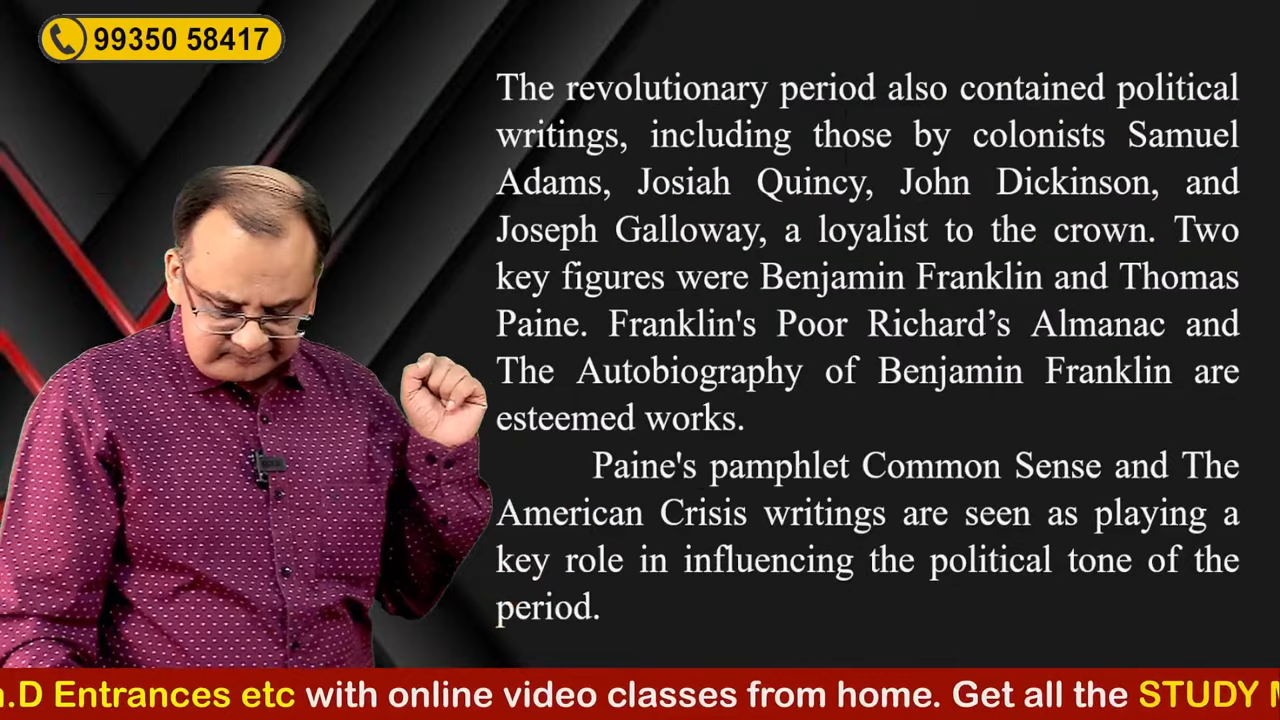 99350 58417
The revolutionary period also contained political
writings, including those by colonists Samuel
Adams, Josiah Quincy, John Dickinson, and
Joseph Galloway, a loyalist to the crown. Two
key figures were Benjamin Franklin and Thomas
Paine. Franklin's Poor Richard’s Almanac and
The Autobiography of Benjamin Franklin are
esteemed works.
Paine's pamphlet Common Sense and The
American Crisis writings are seen as playing a
key role in influencing the political tone of the
period.
.D Entrances etc with online video classes from home. Get all the STUDY